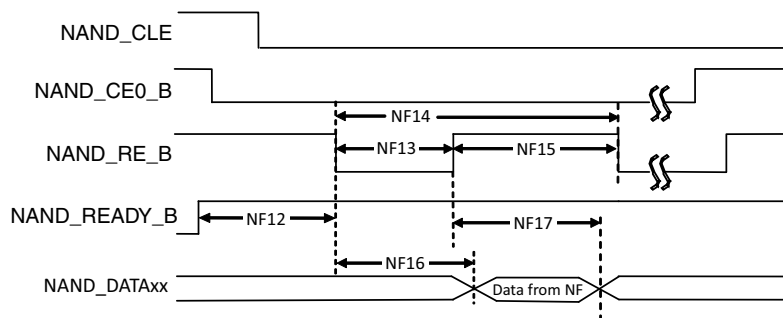 NAND_CLE
NAND_CE0_B
NF14
NAND_RE_B
NF13
NF15
NAND_READY_B
NF12
NF17
NF16
NAND_DATAxx
Data from NF